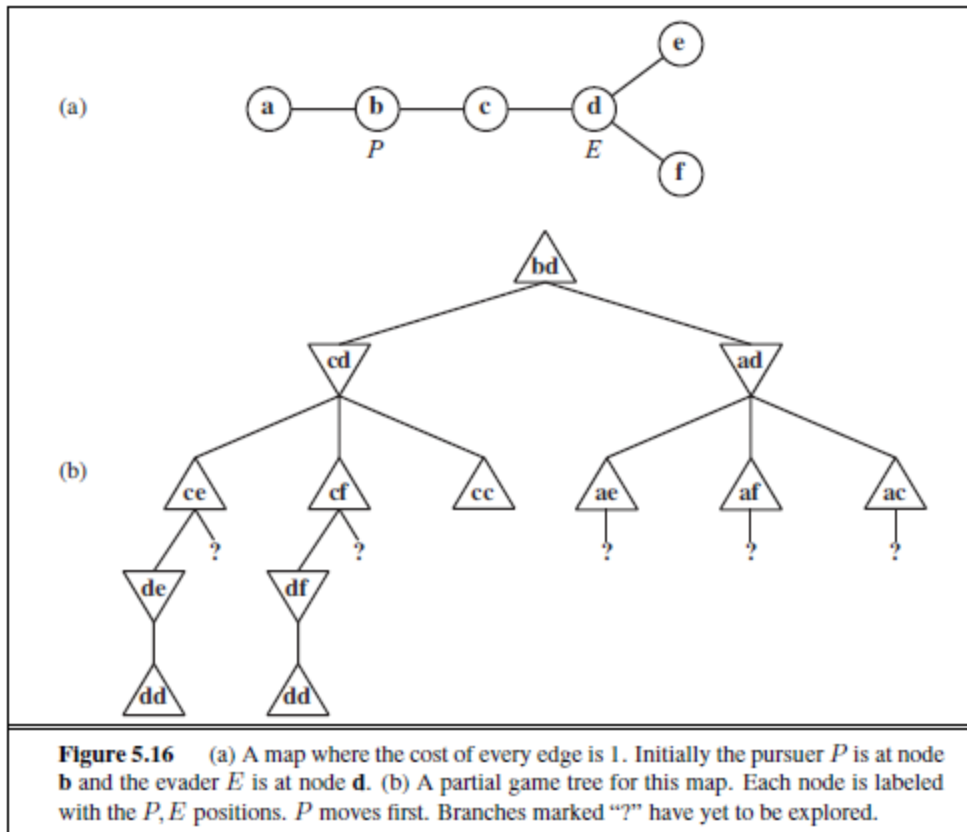 e
(a) a b c d
P E
f
bd
cd ad
(b) ce cf cc ae af ac
? ? ? ? ?
de df
dd dd
Figure 5.16 (a) A map where the cost of every edge is 1. Initially the pursuer P is at node
b and the evader E is at node d. (b) A partial game tree for this map. Each node is labeled
with the P, E positions. P moves first. Branches marked “?” have yet to be explored.